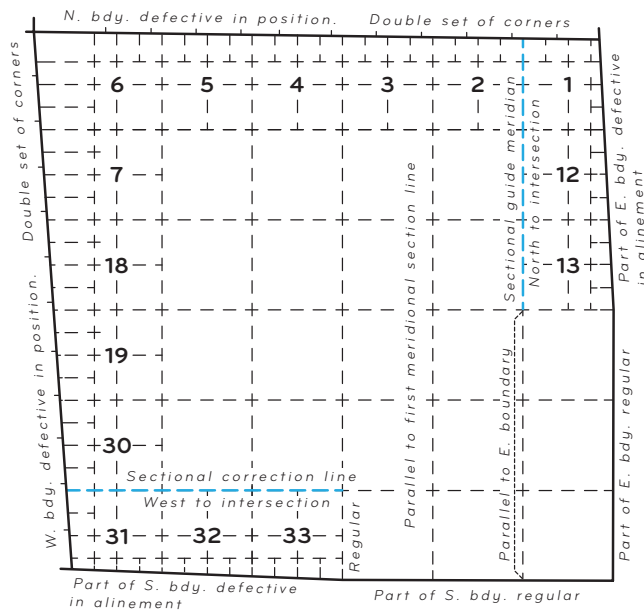 N. bdy. defective in position. Double set of corners
Double set of corners
W. bdy. defective in position.
6 5 4 3 2 1
7 12
18 13
19
30
31 32 33
Sectional guide meridian
North to intersection
Part of E. bdy. defective
in alinement
Parallel to first meridional section line
Parallel to E. boundary
Part of E. bdy. regular
Sectional correction line
West to intersection
Regular
Part of S. bdy. defective
in alinement
Part of S. bdy. regular